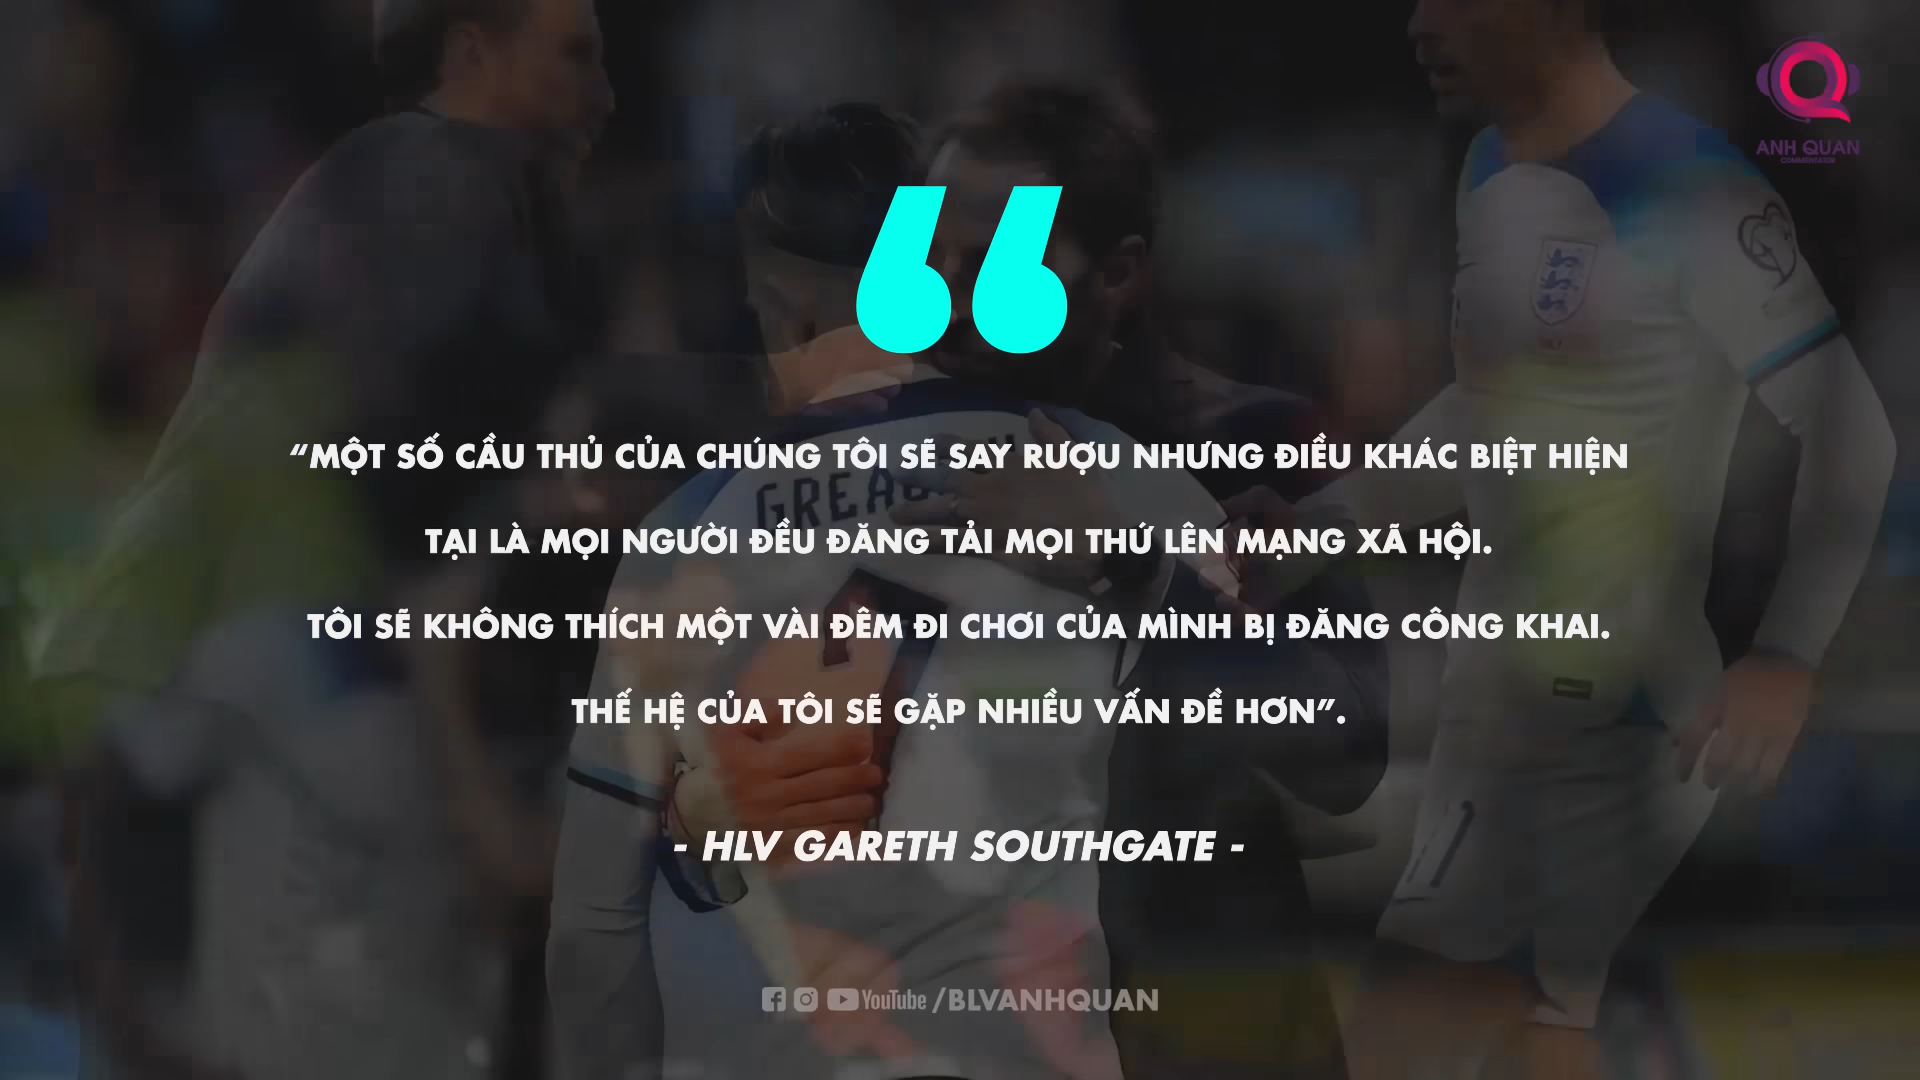 ANH QUAN
COMMENTATOR
“MỘT SỐ CẦU THỦ CỦA CHÚNG TÔI SẼ SAY RƯỢU NHƯNG ĐIỀU KHÁC BIỆT HIỆN
TẠI LÀ MỌI NGƯỜI ĐỀU ĐĂNG TẢI MỌI THỨ LÊN MẠNG XÃ HỘI.
TÔI SẼ KHÔNG THÍCH MỘT VÀI ĐÊM ĐI CHƠI CỦA MÌNH BỊ ĐĂNG CÔNG KHAI.
THẾ HỆ CỦA TÔI SẼ GẶP NHIỀU VẤN ĐỀ HƠN”.
- HLV GARETH SOUTHGATE -
YouTube /BLVANHQUAN